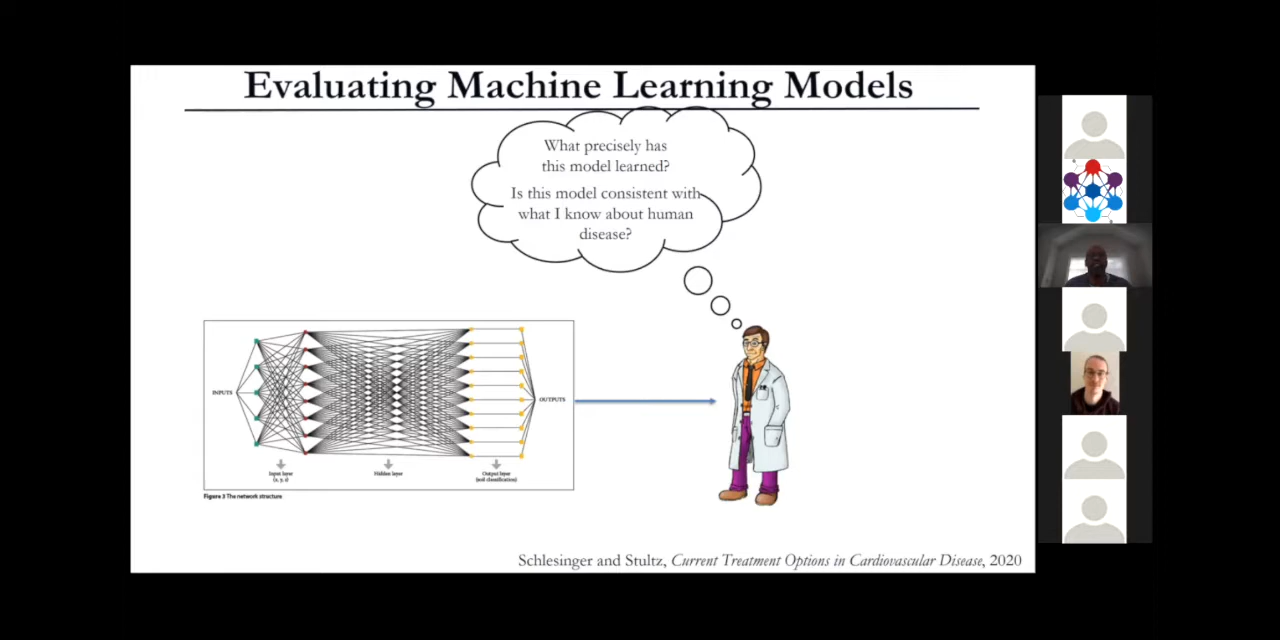 Evaluating Machine Learning Models
What precisely has
this model learned?
Is this model consistent with
what I know about human
disease?
INPUTS
OUTPUTS
Input layer
(x, y, z)
Hidden layer
Output layer
(soil classification)
Figure 3 The network structure
Schlesinger and Stultz, Current Treatment Options in Cardiovascular Disease, 2020